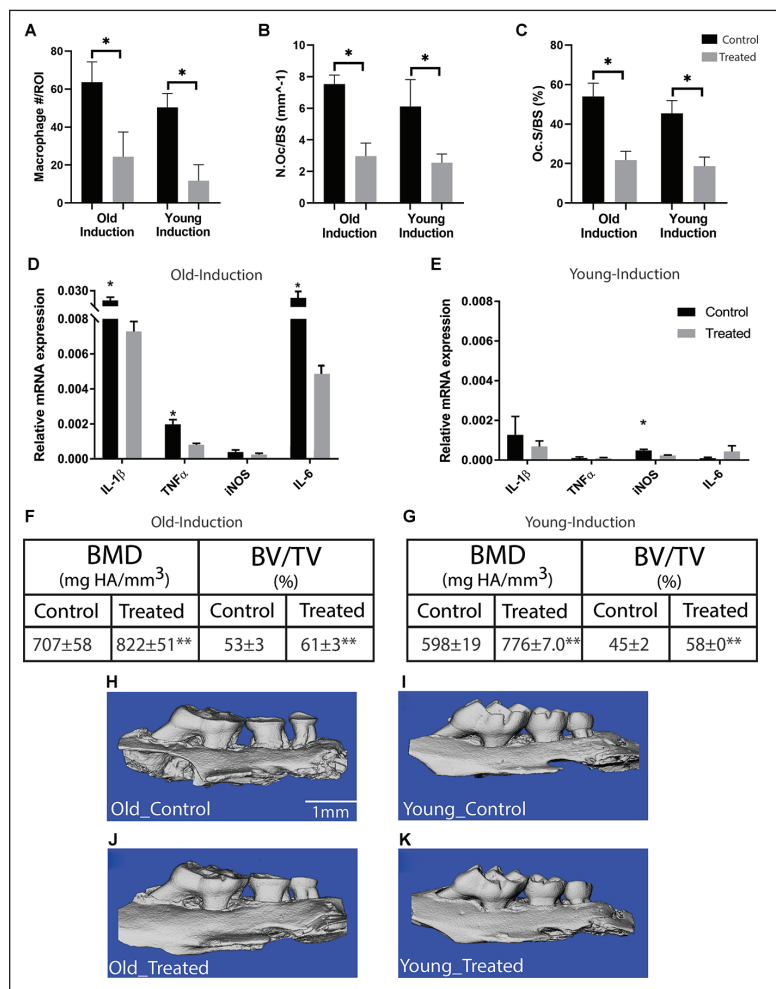 A
B
C
Control
Treated
Macrophage #/ROI
80
60
40
20
0
*
*
Old
Induction
Young
Induction
N.Oc/BS (mm^-1)
10
8
6
4
2
0
*
*
Old
Induction
Young
Induction
Oc.S/BS (%)
80
60
40
20
0
*
*
Old
Induction
Young
Induction
D
Old-Induction
Relative mRNA expression
0.030
0.008
0.006
0.004
0.002
0.000
*
*
*
IL-1β
TNFα
iNOS
IL-6
E
Young-Induction
Control
Treated
Relative mRNA expression
0.008
0.006
0.004
0.002
0.000
*
IL-1β
TNFα
iNOS
IL-6
F
Old-Induction
BMD
(mg HA/mm³)
BV/TV
(%)
Control
Treated
Control
Treated
707±58
822±51**
53±3
61±3**
G
Young-Induction
BMD
(mg HA/mm³)
BV/TV
(%)
Control
Treated
Control
Treated
598±19
776±7.0**
45±2
58±0**
H
Old_Control
1mm
I
Young_Control
J
Old_Treated
K
Young_Treated